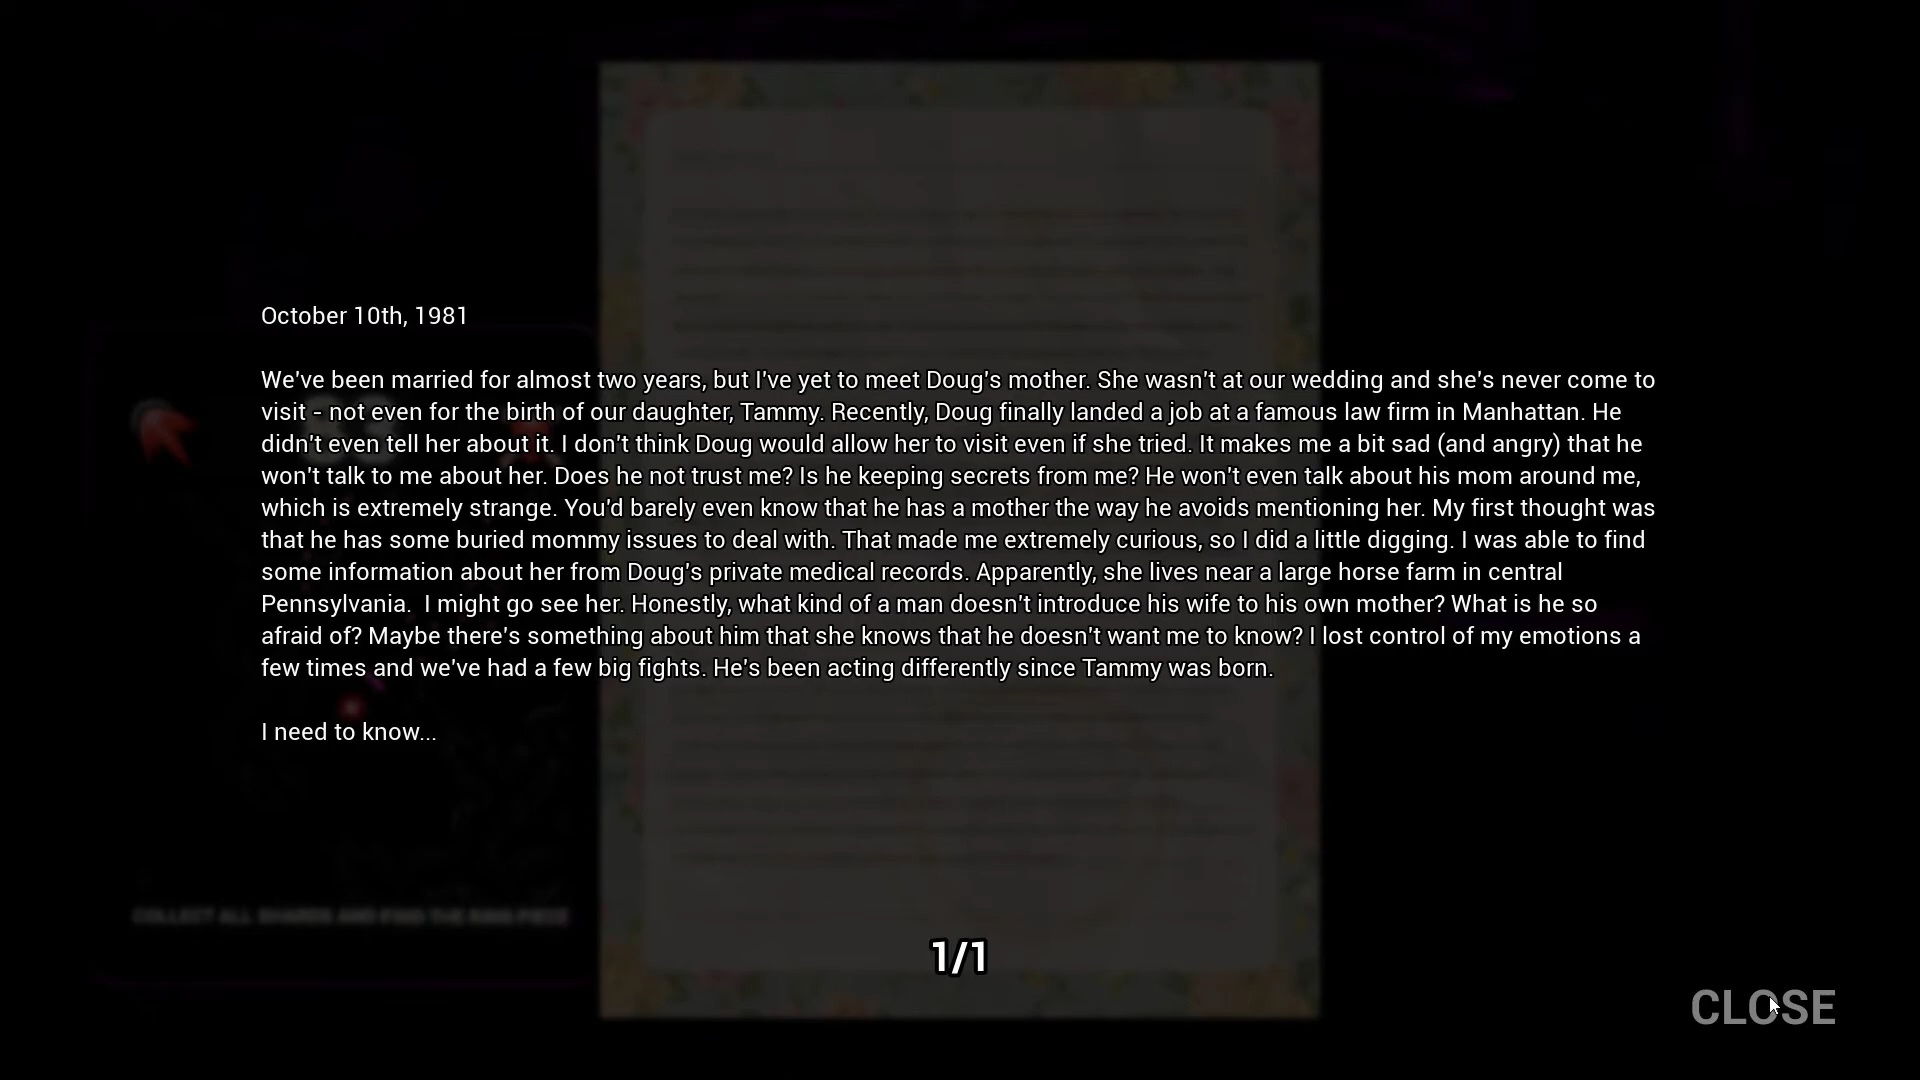 October 10th, 1981
We've been married for almost two years, but I've yet to meet Doug's mother. She wasn't at our wedding and she's never come to
visit - not even for the birth of our daughter, Tammy. Recently, Doug finally landed a job at a famous law firm in Manhattan. He
didn't even tell her about it. I don't think Doug would allow her to visit even if she tried. It makes me a bit sad (and angry) that he
won't talk to me about her. Does he not trust me? Is he keeping secrets from me? He won't even talk about his mom around me,
which is extremely strange. You'd barely even know that he has a mother the way he avoids mentioning her. My first thought was
that he has some buried mommy issues to deal with. That made me extremely curious, so I did a little digging. I was able to find
some information about her from Doug's private medical records. Apparently, she lives near a large horse farm in central
Pennsylvania.  I might go see her. Honestly, what kind of a man doesn't introduce his wife to his own mother? What is he so
afraid of? Maybe there's something about him that she knows that he doesn't want me to know? I lost control of my emotions a
few times and we've had a few big fights. He's been acting differently since Tammy was born.
I need to know...
COLLECT ALL SHARDS AND FIND THE RING PIECE
1/1
CLOSE